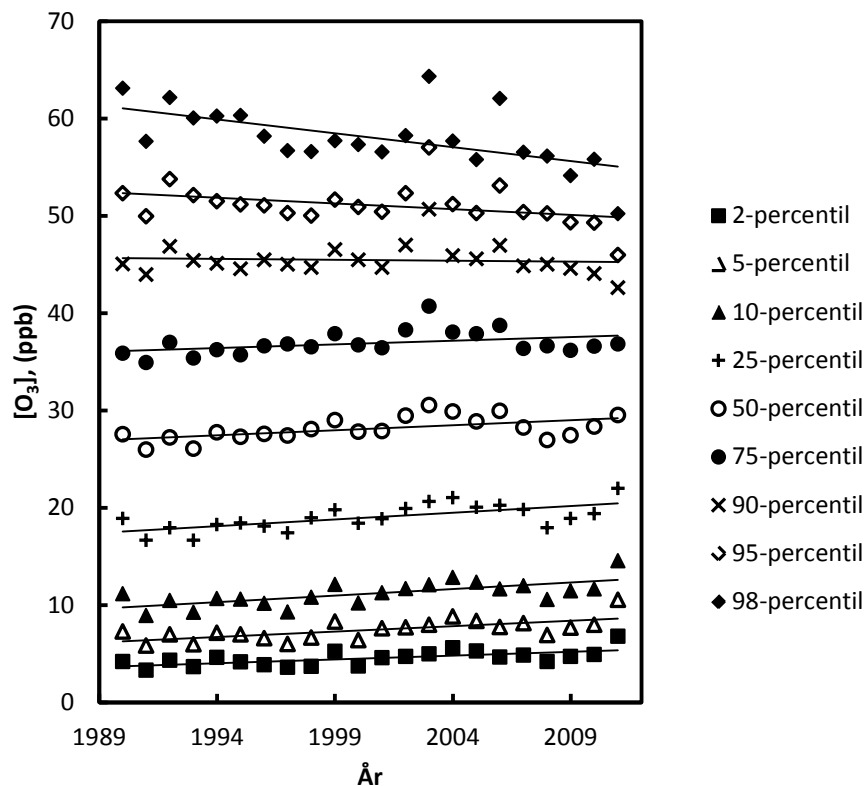 70
60
50
40
30
20
10
0
[O₃], (ppb)
1989 1994 1999 2004 2009
År
2-percentil
5-percentil
10-percentil
25-percentil
50-percentil
75-percentil
90-percentil
95-percentil
98-percentil